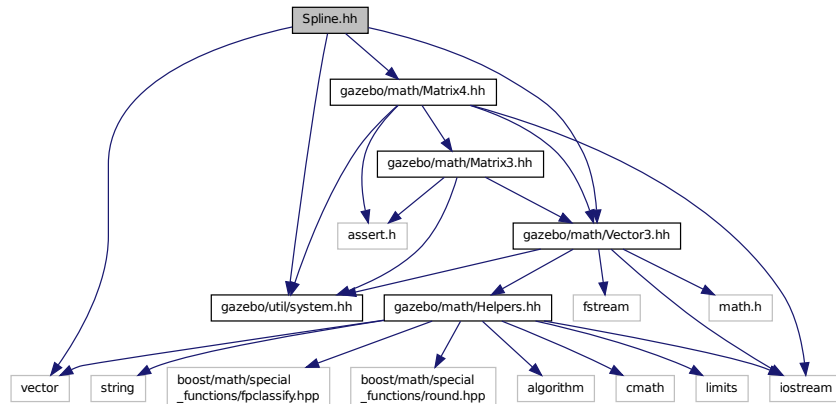 Spline.hh
gazebo/math/Matrix4.hh
gazebo/math/Matrix3.hh
assert.h
gazebo/math/Vector3.hh
gazebo/util/system.hh
gazebo/math/Helpers.hh
fstream
math.h
vector
string
boost/math/special
_functions/fpclassify.hpp
boost/math/special
_functions/round.hpp
algorithm
cmath
limits
iostream